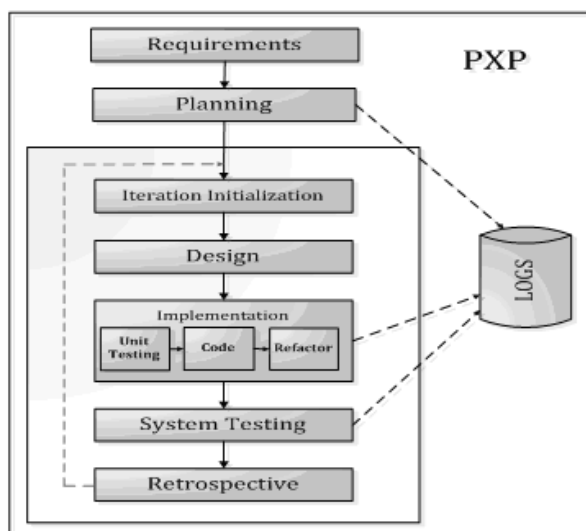 Requirements
PXP
Planning
Iteration Initialization
Design
LOGS
Implementation
Unit
Testing
Code
Refactor
System Testing
Retrospective